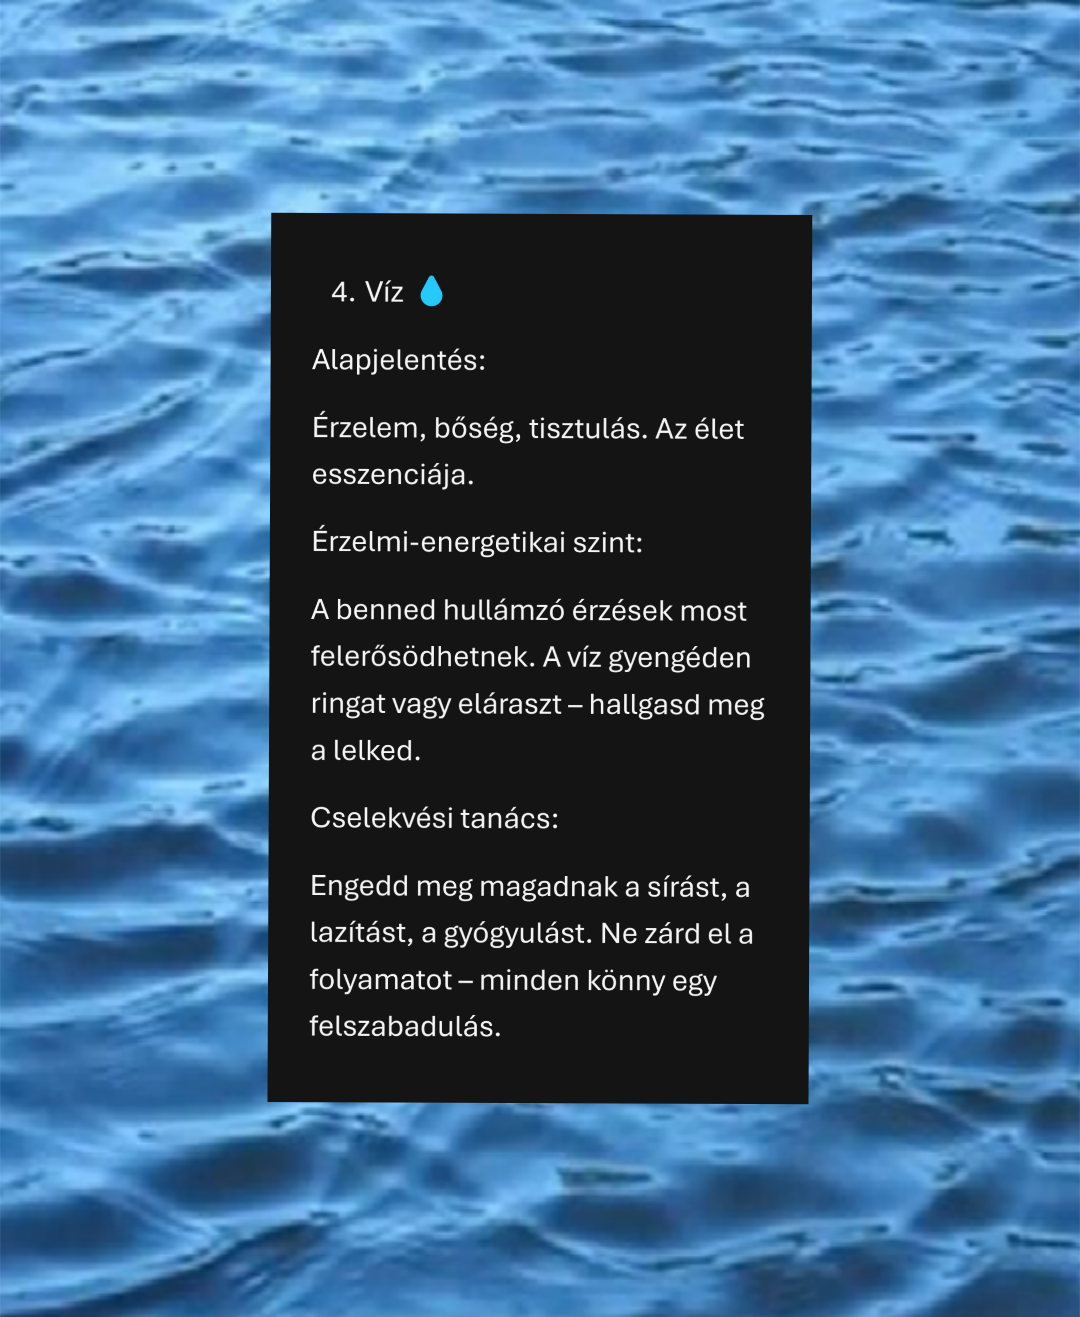 4. Víz 💧
Alapjelentés:
Érzelem, bőség, tisztulás. Az élet
esszenciája.
Érzelmi-energetikai szint:
A benned hullámzó érzések most
felerősödhetnek. A víz gyengéden
ringat vagy eláraszt – hallgasd meg
a lelked.
Cselekvési tanács:
Engedd meg magadnak a sírást, a
lazítást, a gyógyulást. Ne zárd el a
folyamatot – minden könny egy
felszabadulás.